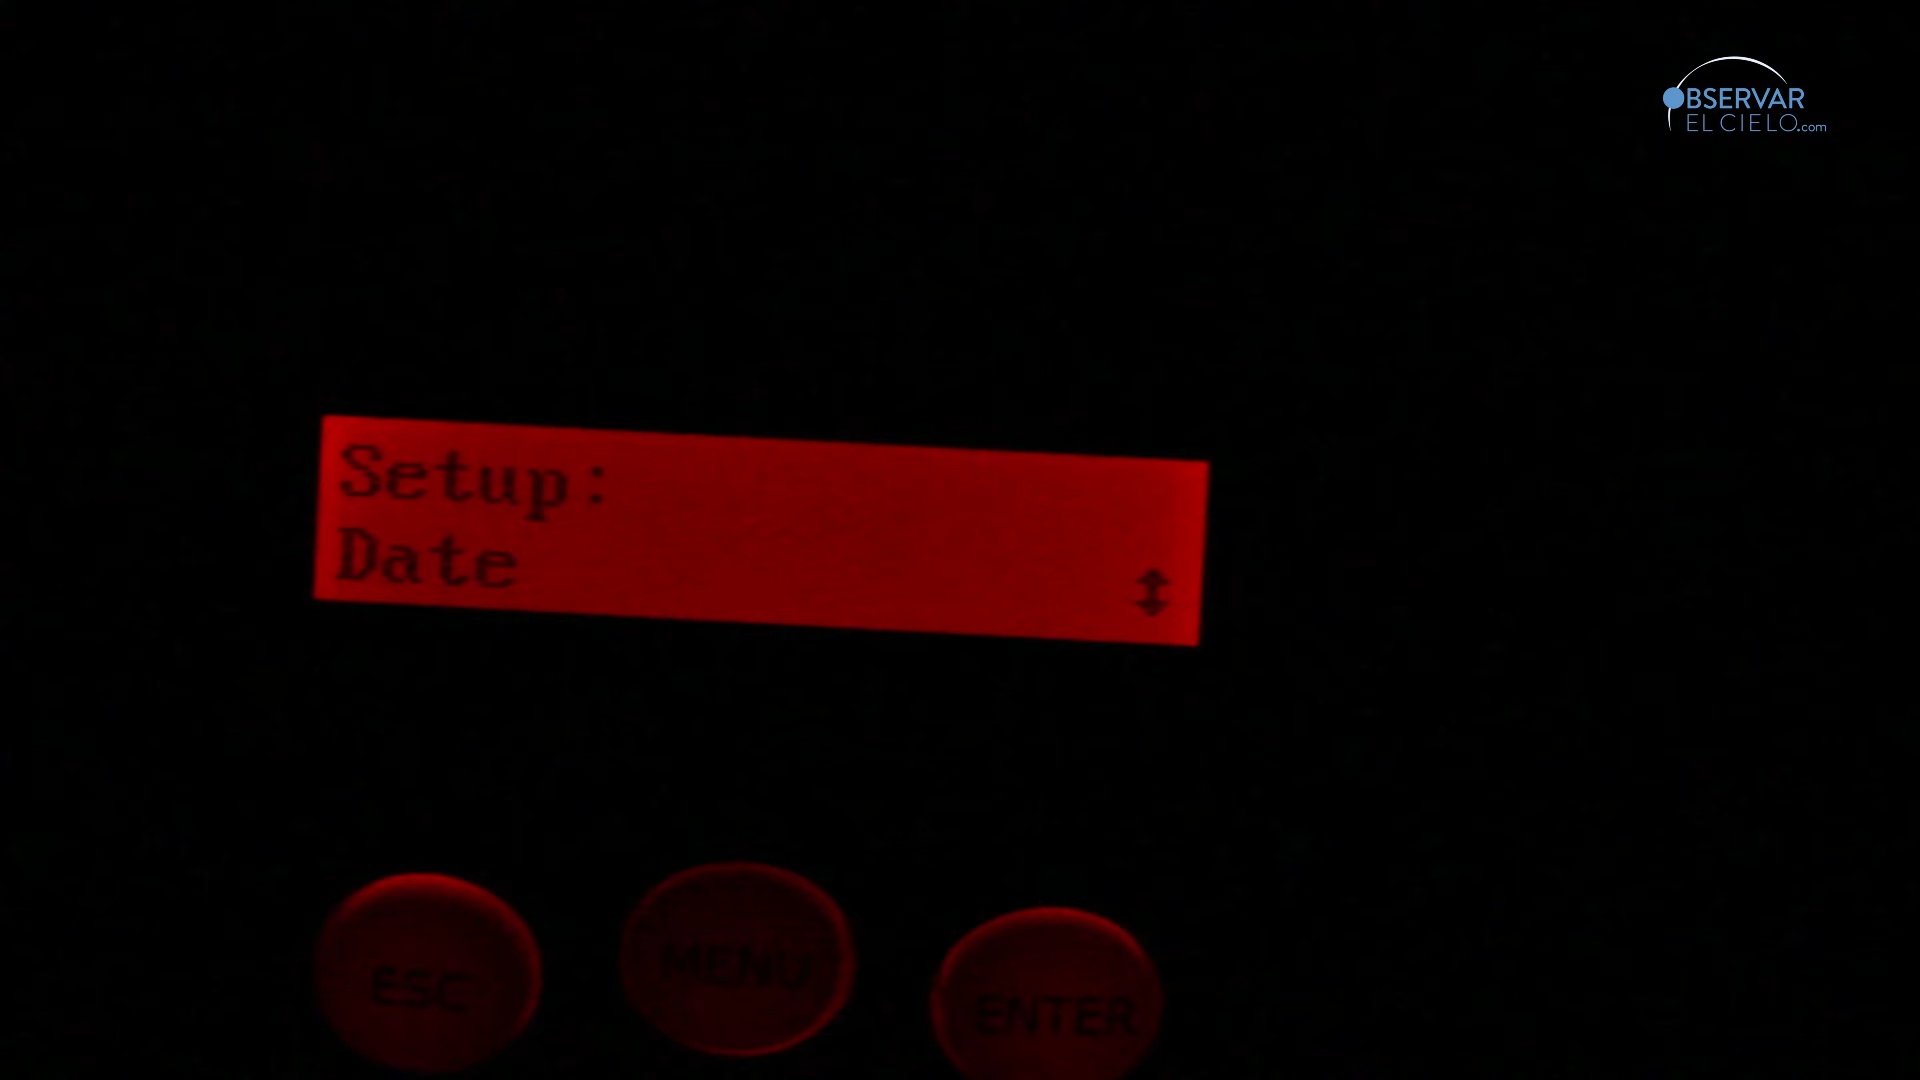 OBSERVAR
EL CIELO.com
Setup:
Date
ESC
MENU
ENTER